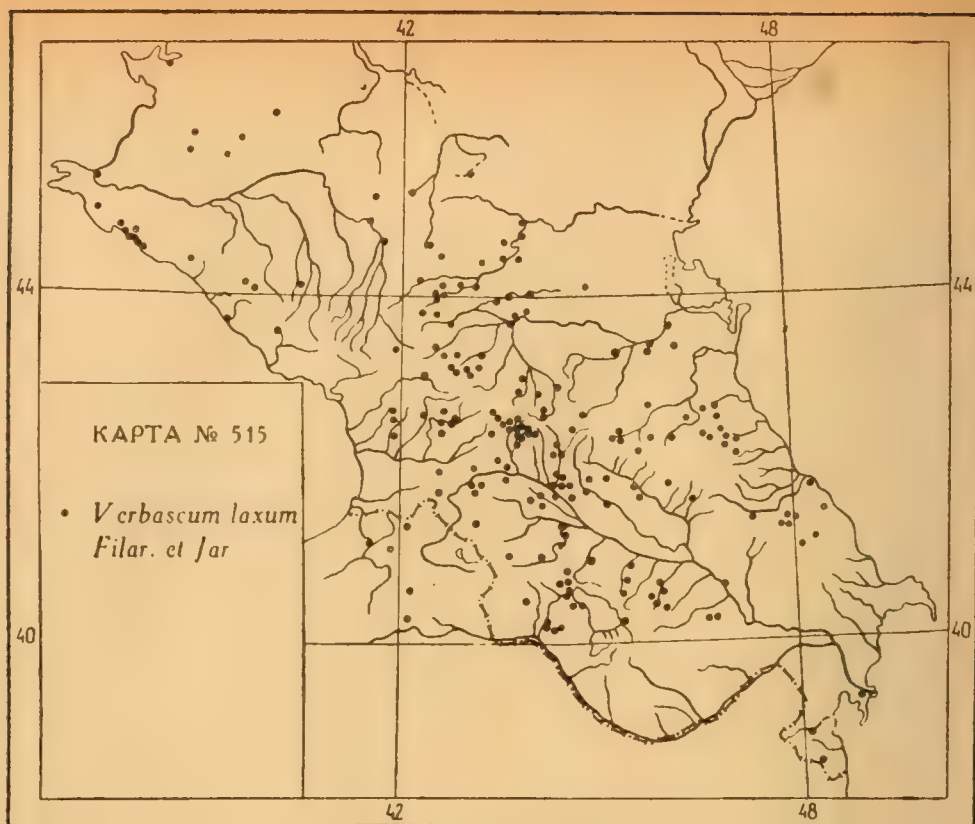 42 48
44 44
КАРТА № 515
Verbascum laxum
Filar. et Jar
40 40
42 48